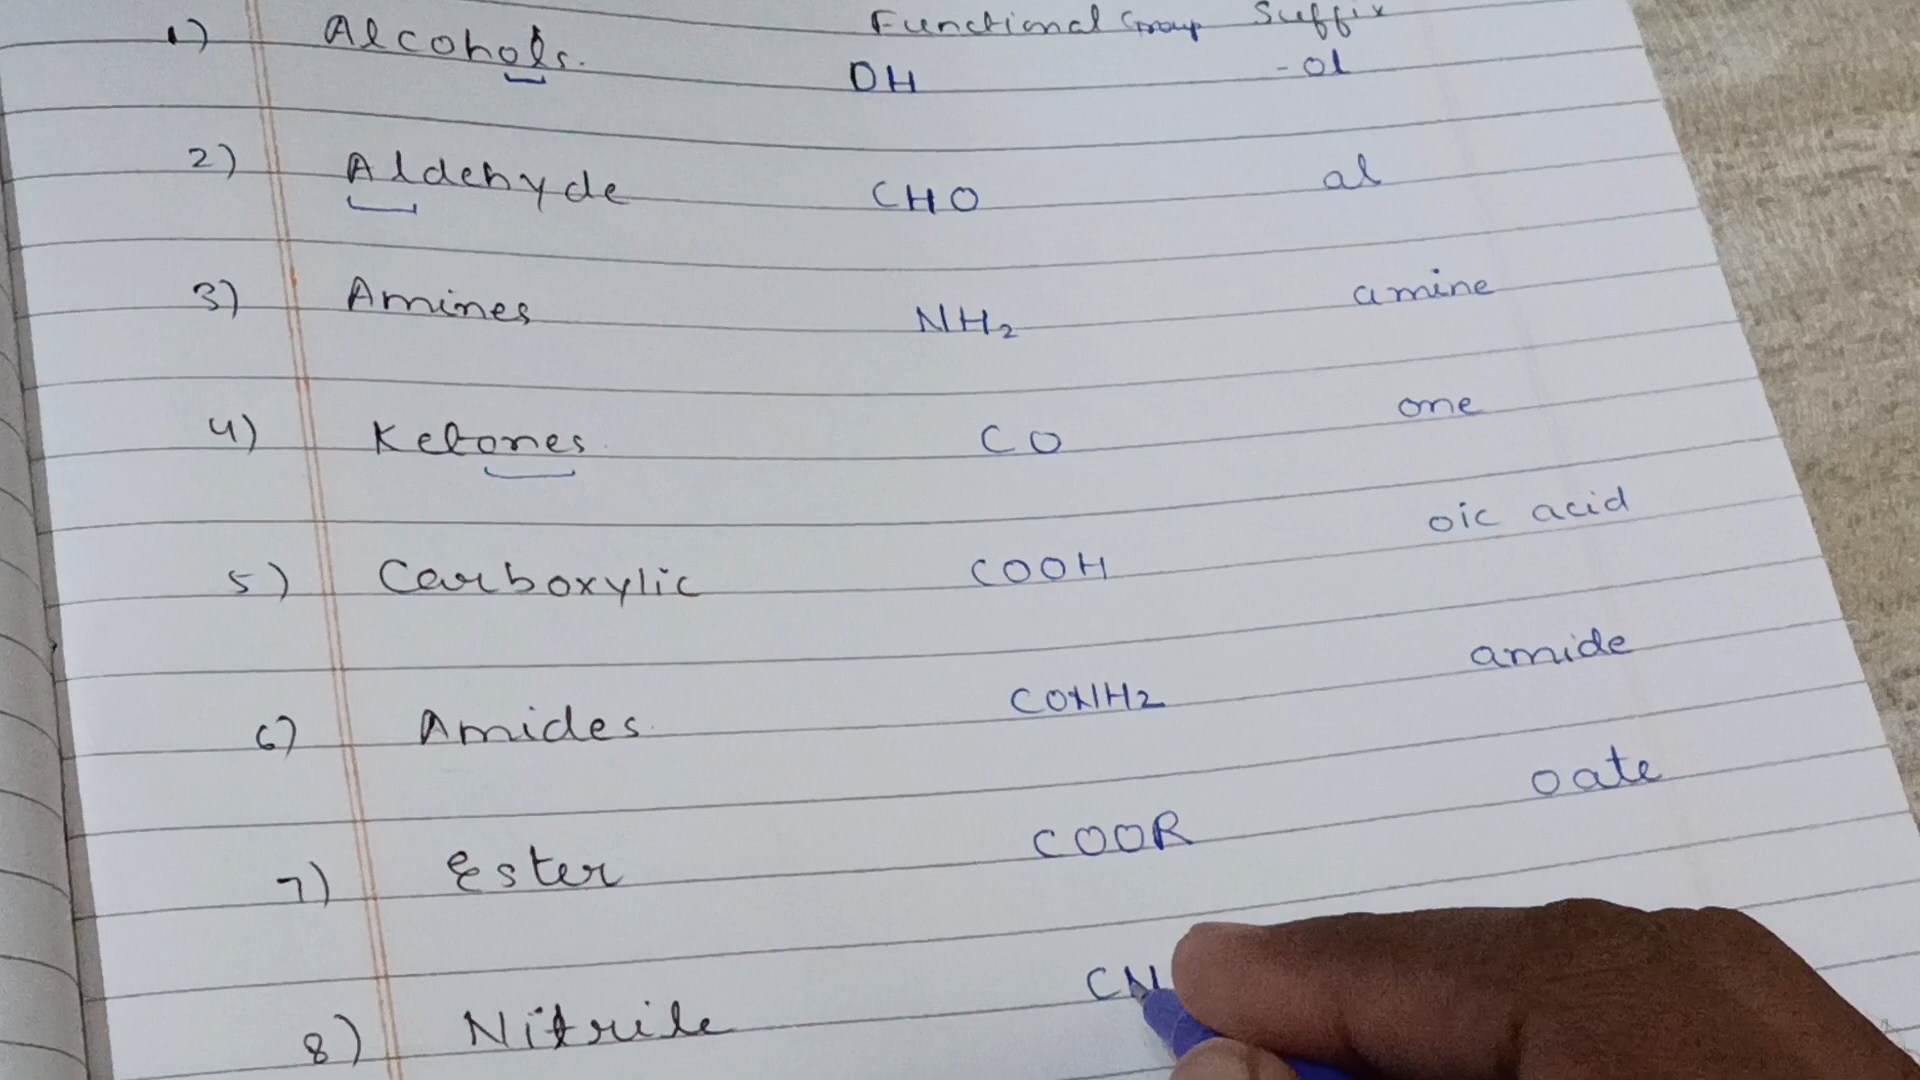 Functional Group Suffix
1) Alcohols. OH -ol
2) Aldehyde CHO al
3) Amines NH₂ amine
4) Ketones CO one
5) Carboxylic COOH oic acid
6) Amides CONH2 amide
7) Ester COOR oate
8) Nitrile CN